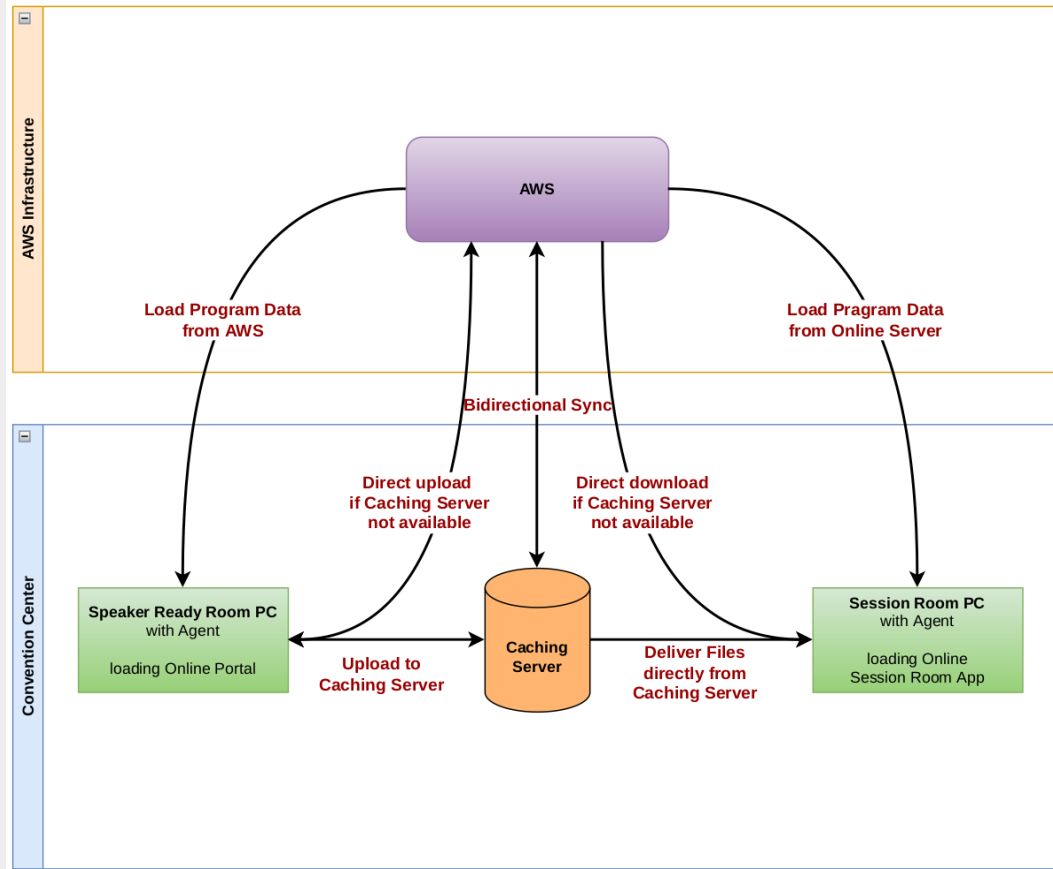 AWS Infrastructure
AWS
Load Program Data
from AWS
Load Pragram Data
from Online Server
Bidirectional Sync
Convention Center
Direct upload
if Caching Server
not available
Direct download
if Caching Server
not available
Speaker Ready Room PC
with Agent
loading Online Portal
Upload to
Caching Server
Caching
Server
Deliver Files
directly from
Caching Server
Session Room PC
with Agent
loading Online
Session Room App